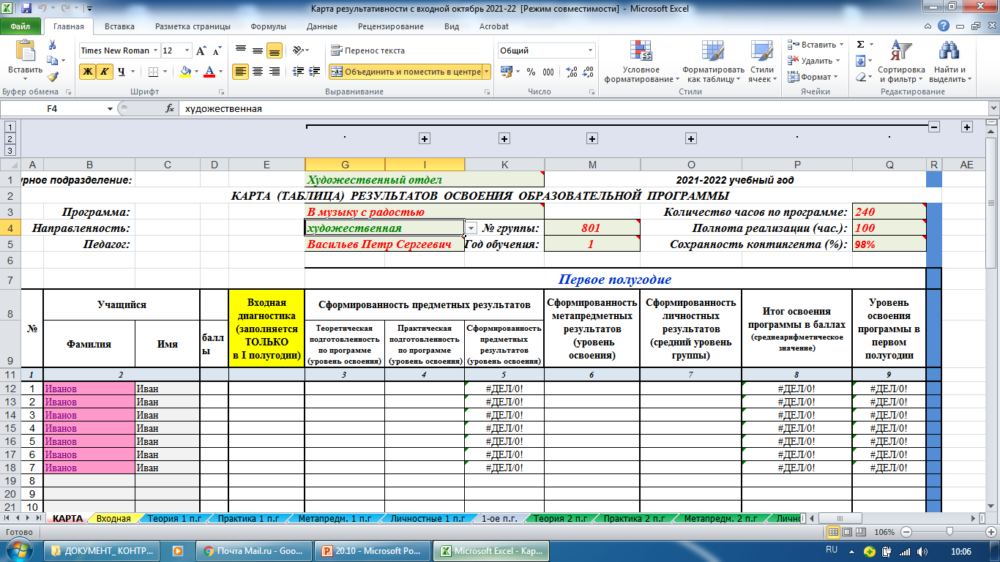 Карта результативности с входной октябрь 2021-22 [Режим совместимости] - Microsoft Excel
Файл Главная Вставка Разметка страницы Формулы Данные Рецензирование Вид Acrobat
Times New Roman 12 Перенос текста Общий Вставить
Вставить Ж К Ч Объединить и поместить в центре % 000 Условное форматирование Форматировать как таблицу Стили ячеек Удалить Формат Сортировка и фильтр Найти и выделить
Буфер обмена Шрифт Выравнивание Число Стили Ячейки Редактирование
F4 fx художественная
1
2
3
A B C D E G I K M O P Q R AE
1 урное подразделение: Художественный отдел 2021-2022 учебный год
2 КАРТА (ТАБЛИЦА) РЕЗУЛЬТАТОВ ОСВОЕНИЯ ОБРАЗОВАТЕЛЬНОЙ ПРОГРАММЫ
3 Программа: В музыку с радостью Количество часов по программе: 240
4 Направленность: художественная № группы: 801 Полнота реализации (час.): 100
5 Педагог: Васильев Петр Сергеевич Год обучения: 1 Сохранность контингента (%): 98%
6
7 Первое полугодие
8
9
№
Учащийся
Фамилия Имя
балл
ы
Входная
диагностика
(заполняется
ТОЛЬКО
в I полугодии)
Сформированность предметных результатов
Теоретическая
подготовленность
по программе
(уровень освоения)
Практическая
подготовленность
по программе
(уровень освоения)
Сформированность
предметных
результатов
(уровень освоения)
Сформированность
метапредметных
результатов
(уровень
освоения)
Сформированность
личностных
результатов
(средний уровень
группы)
Итог освоения
программы в баллах
(среднеарифметическое
значение)
Уровень
освоения
программы в
первом
полугодии
11 1 2 3 4 5 6 7 8 9
12 1 Иванов Иван #ДЕЛ/0! #ДЕЛ/0! #ДЕЛ/0!
13 2 Иванов Иван #ДЕЛ/0! #ДЕЛ/0! #ДЕЛ/0!
14 3 Иванов Иван #ДЕЛ/0! #ДЕЛ/0! #ДЕЛ/0!
15 4 Иванов Иван #ДЕЛ/0! #ДЕЛ/0! #ДЕЛ/0!
16 5 Иванов Иван #ДЕЛ/0! #ДЕЛ/0! #ДЕЛ/0!
17 6 Иванов Иван #ДЕЛ/0! #ДЕЛ/0! #ДЕЛ/0!
18 7 Иванов Иван #ДЕЛ/0! #ДЕЛ/0! #ДЕЛ/0!
19 8
20 9
21 10
КАРТА Входная Теория 1 п.г Практика 1 п.г Метапредм. 1 п.г Личностные 1 п.г 1-ое п.г. Теория 2 п.г Практика 2 п.г Метапредм. 2 п.г Личн
Готово 106%
ДОКУМЕНТ_ КОНТР... Почта Mail.ru - Goo... 20.10 - Microsoft Po... Microsoft Excel - Кар... RU 10:06